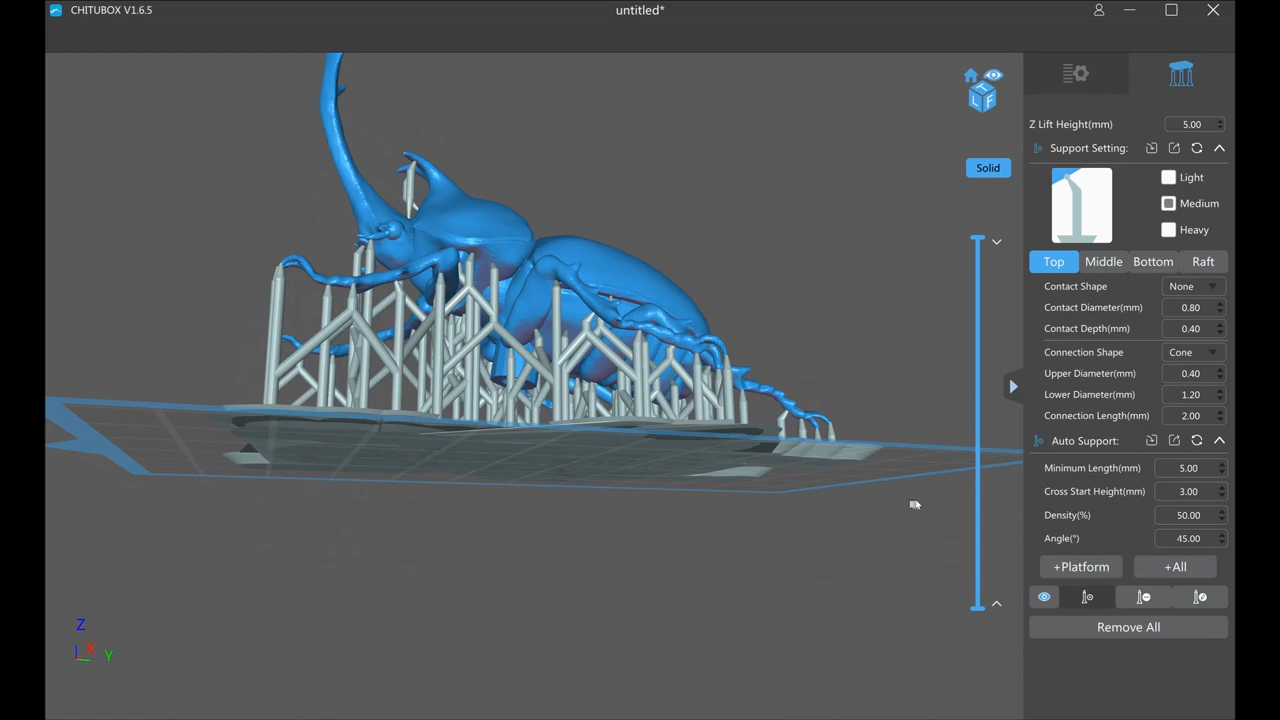 CHITUBOX V1.6.5
untitled*
T
L F
Z Lift Height(mm) 5.00
Support Setting:
Solid
Light
Medium
Heavy
Top Middle Bottom Raft
Contact Shape None
Contact Diameter(mm) 0.80
Contact Depth(mm) 0.40
Connection Shape Cone
Upper Diameter(mm) 0.40
Lower Diameter(mm) 1.20
Connection Length(mm) 2.00
Auto Support:
Minimum Length(mm) 5.00
Cross Start Height(mm) 3.00
Density(%) 50.00
Angle(°) 45.00
+Platform +All
Remove All
Z
X
Y